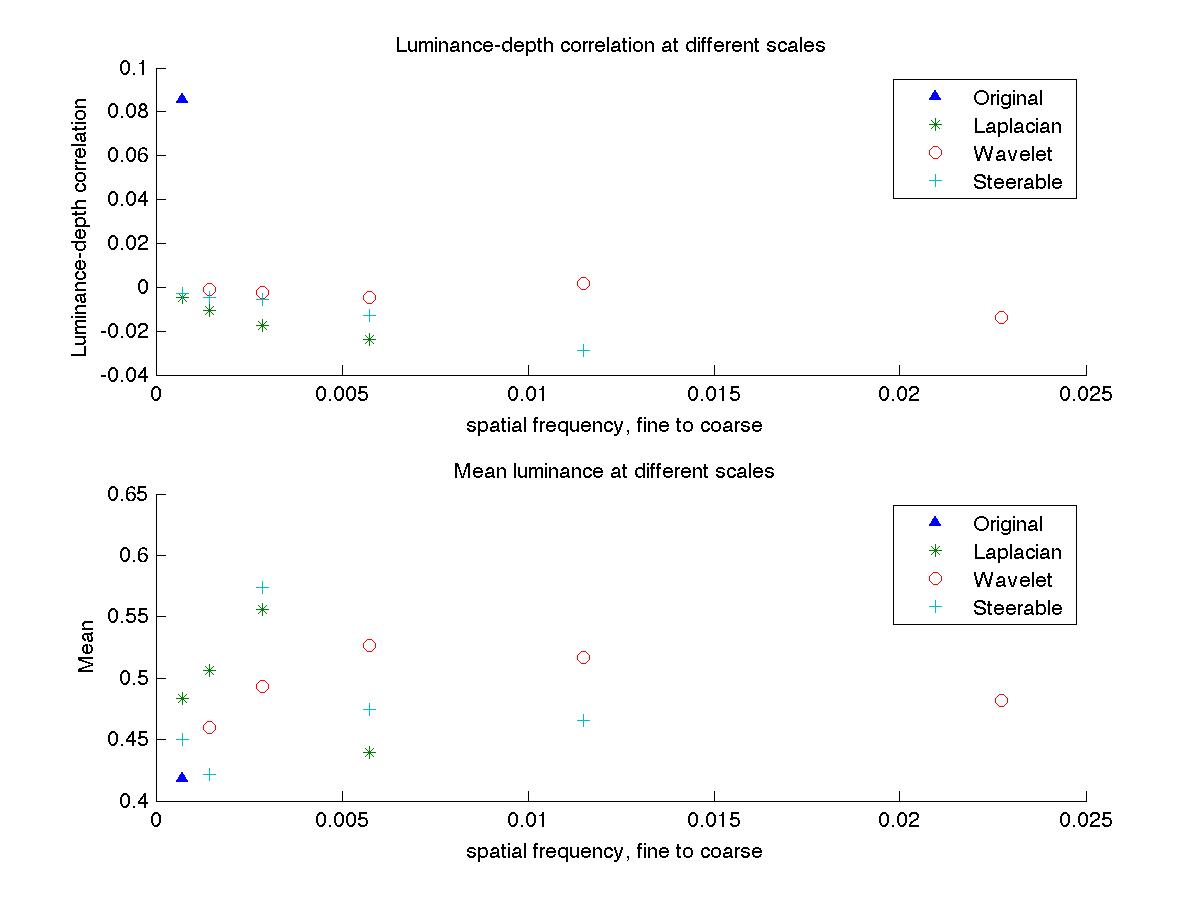 Luminance-depth correlation at different scales
0.1
0.08
0.06
0.04
0.02
0
-0.02
-0.04
Luminance-depth correlation
Original
Laplacian
Wavelet
Steerable
0 0.005 0.01 0.015 0.02 0.025
spatial frequency, fine to coarse
Mean luminance at different scales
0.65
0.6
0.55
0.5
0.45
0.4
Mean
Original
Laplacian
Wavelet
Steerable
0 0.005 0.01 0.015 0.02 0.025
spatial frequency, fine to coarse